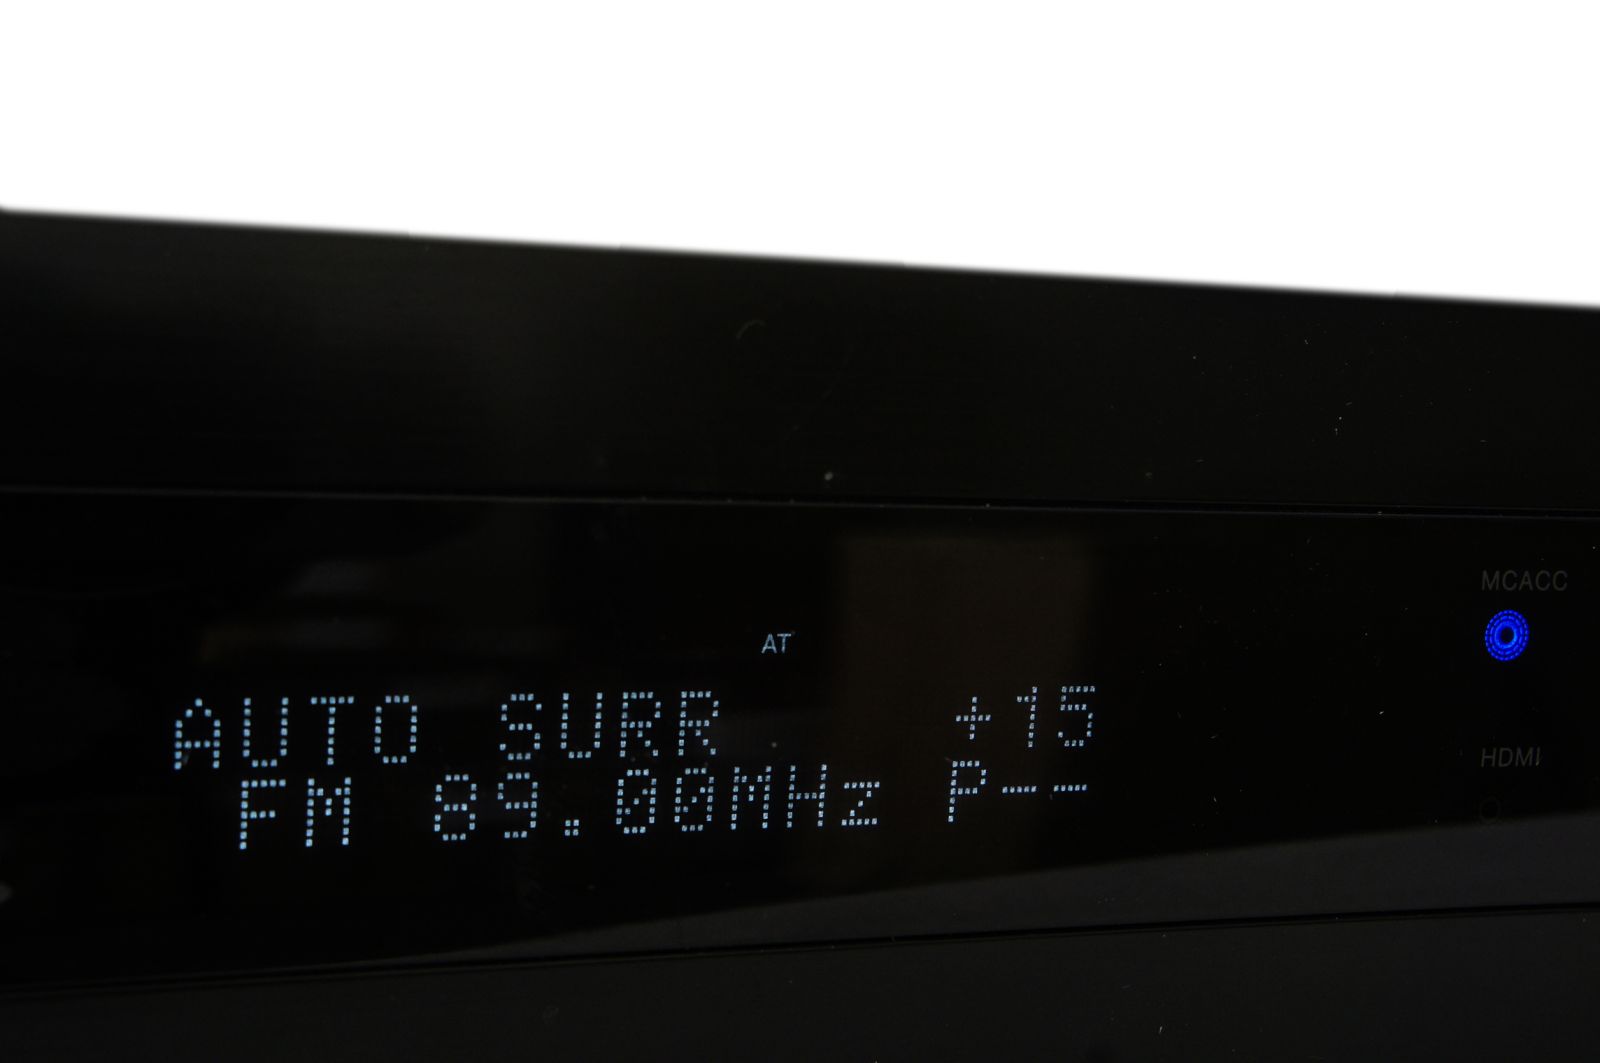 MCACC
AT
AUTO SURR +15
HDMI
FM 89.00MHz P--